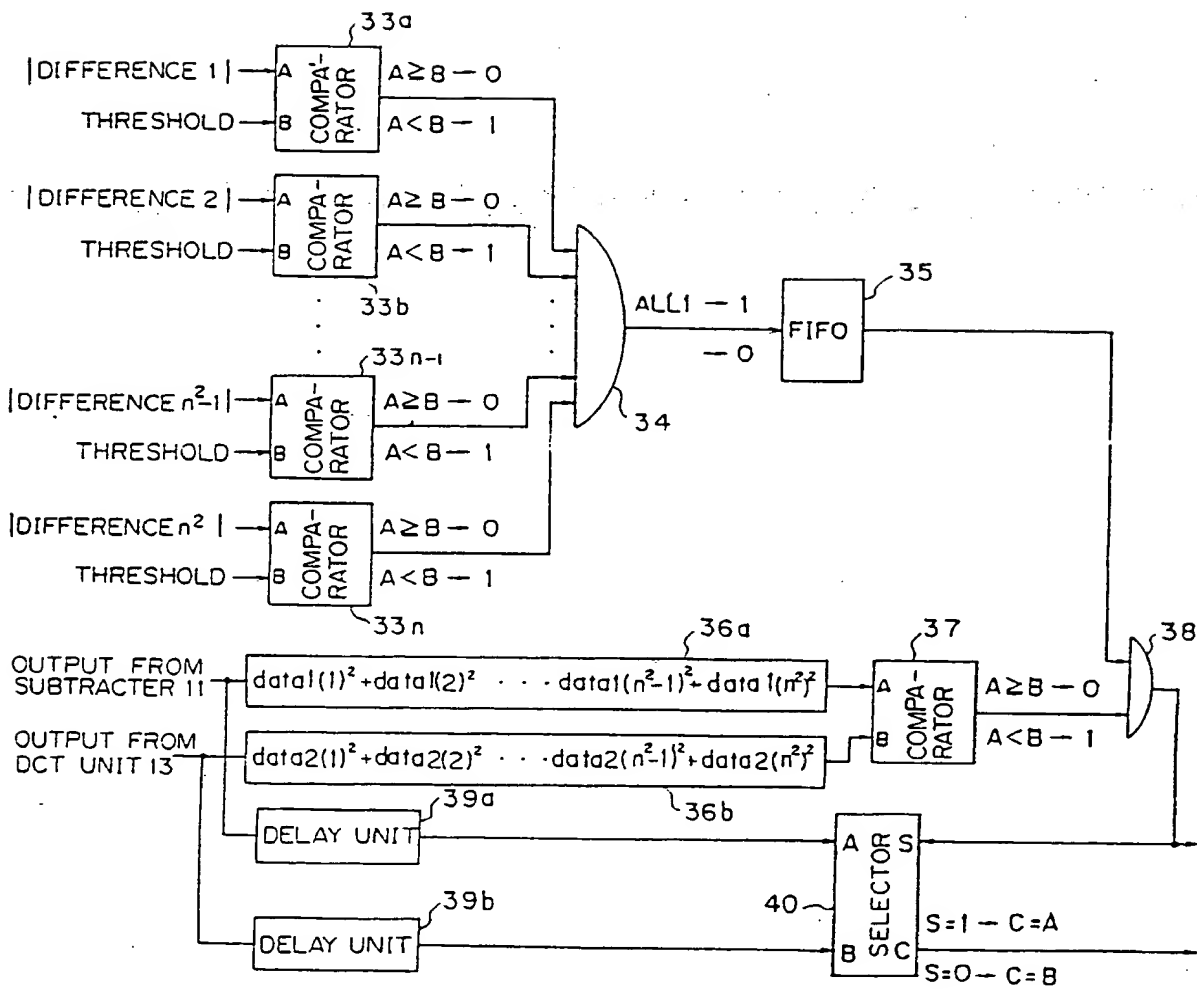 33a
|DIFFERENCE 1|
A
A≥B — 0
THRESHOLD
B
COMPA-
RATOR
A<B — 1
|DIFFERENCE 2|
A
A≥B — 0
THRESHOLD
B
COMPA-
RATOR
A<B — 1
33b
33n-1
|DIFFERENCE n²-1|
A
A≥B — 0
THRESHOLD
B
COMPA-
RATOR
A<B — 1
|DIFFERENCE n²|
A
A≥B — 0
THRESHOLD
B
COMPA-
RATOR
A<B — 1
33n
34
ALL1 — 1
— 0
35
FIFO
OUTPUT FROM
SUBTRACTER 11
36a
data1(1)²+data1(2)² · · · data1(n²-1)²+data1(n²)²
OUTPUT FROM
DCT UNIT 13
data2(1)²+data2(2)² · · · data2(n²-1)²+data2(n²)²
36b
37
A
B
COMPA-
RATOR
A≥B — 0
A<B — 1
38
39a
DELAY UNIT
39b
DELAY UNIT
40
A
B
SELECTOR
S
C
S=1 — C=A
S=0 — C=B